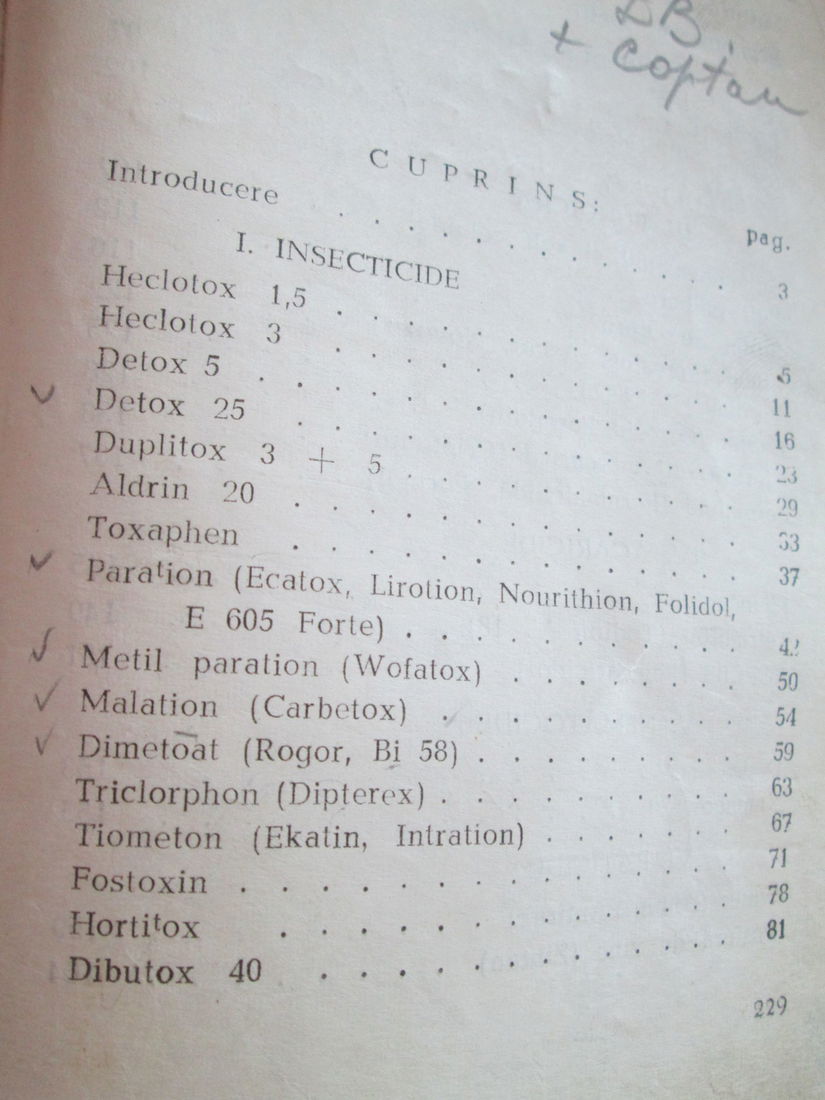 DB.
+ Coptan
CUPRINS:
pag.
Introducere . . . . . . . . . . 3
I. INSECTICIDE
Heclotox 1,5 . . . . . . . . . . 5
Heclotox 3 . . . . . . . . . . 11
Detox 5 . . . . . . . . . . 16
Detox 25 . . . . . . . . . . 23
Duplitox 3 + 5 . . . . . . . . . . 29
Aldrin 20 . . . . . . . . . . 33
Toxaphen . . . . . . . . . . 37
Paration (Ecatox, Lirotion, Nourithion, Folidol,
E 605 Forte) . . . . . . . . . . 42
Metil paration (Wofatox) . . . . . . . 50
Malation (Carbetox) . . . . . . . . 54
Dimetoat (Rogor, Bi 58) . . . . . . . 59
Triclorphon (Dipterex) . . . . . . . . 63
Tiometon (Ekatin, Intration) . . . . . . 67
Fostoxin . . . . . . . . . . 71
Hortitox . . . . . . . . . . 78
Dibutox 40 . . . . . . . . . . 81
229